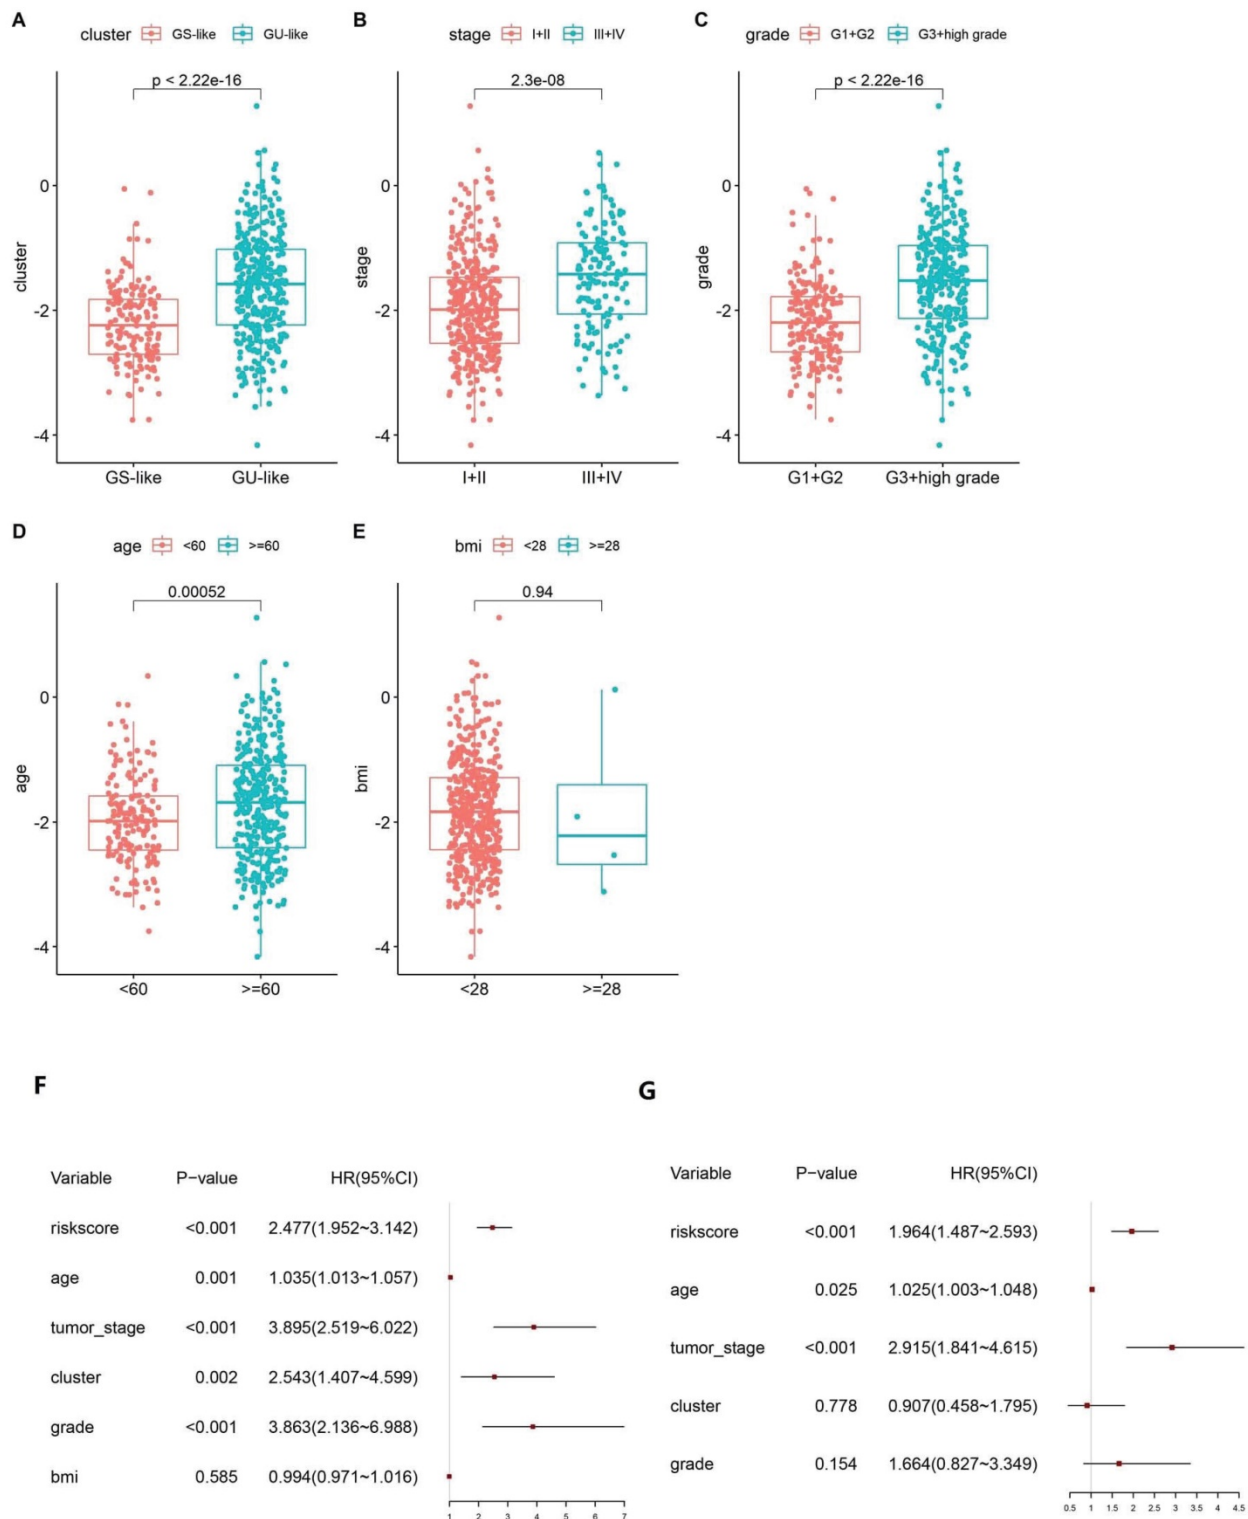 A
cluster GS-like GU-like
p < 2.22e-16
cluster
0
-2
-4
GS-like GU-like
B
stage I+II III+IV
2.3e-08
stage
0
-2
-4
I+II III+IV
C
grade G1+G2 G3+high grade
p < 2.22e-16
grade
0
-2
-4
G1+G2 G3+high grade
D
age <60 >=60
0.00052
age
0
-2
-4
<60 >=60
E
bmi <28 >=28
0.94
bmi
0
-2
-4
<28 >=28
F
Variable P-value HR(95%CI)
riskscore <0.001 2.477(1.952~3.142)
age 0.001 1.035(1.013~1.057)
tumor_stage <0.001 3.895(2.519~6.022)
cluster 0.002 2.543(1.407~4.599)
grade <0.001 3.863(2.136~6.988)
bmi 0.585 0.994(0.971~1.016)
1 2 3 4 5 6 7
G
Variable P-value HR(95%CI)
riskscore <0.001 1.964(1.487~2.593)
age 0.025 1.025(1.003~1.048)
tumor_stage <0.001 2.915(1.841~4.615)
cluster 0.778 0.907(0.458~1.795)
grade 0.154 1.664(0.827~3.349)
0.5 1 1.5 2 2.5 3 3.5 4 4.5